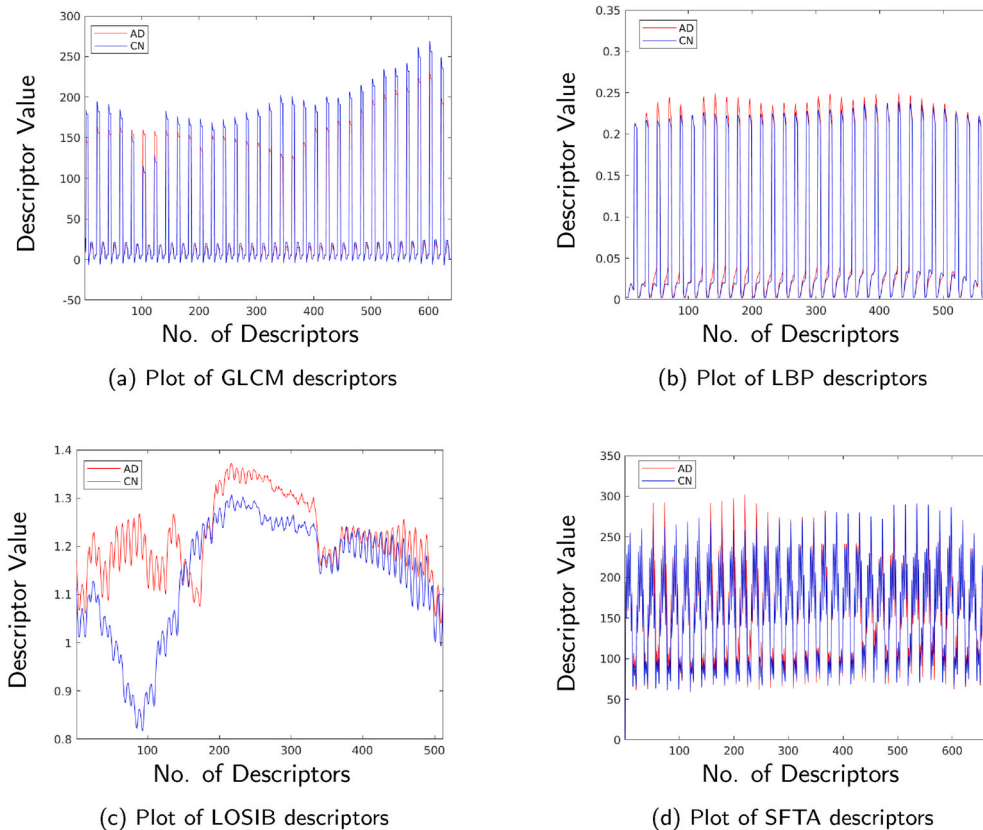 300
250
200
150
100
50
0
-50
Descriptor Value
AD
CN
100 200 300 400 500 600
No. of Descriptors
(a) Plot of GLCM descriptors
0.35
0.3
0.25
0.2
0.15
0.1
0.05
0
Descriptor Value
AD
CN
100 200 300 400 500
No. of Descriptors
(b) Plot of LBP descriptors
1.4
1.3
1.2
1.1
1
0.9
0.8
Descriptor Value
AD
CN
100 200 300 400 500
No. of Descriptors
(c) Plot of LOSIB descriptors
350
300
250
200
150
100
50
0
Descriptor Value
AD
CN
100 200 300 400 500 600
No. of Descriptors
(d) Plot of SFTA descriptors